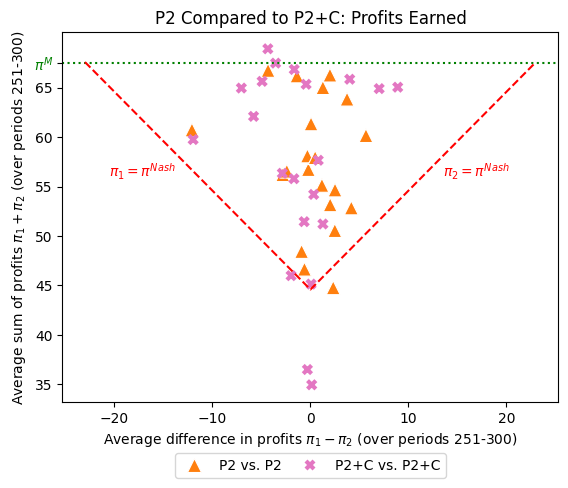 P2 Compared to P2+C: Profits Earned
Average sum of profits π₁ + π₂ (over periods 251-300)
π^M
65
60
55
50
45
40
35
π₁ = π^Nash
π₂ = π^Nash
−20
−10
0
10
20
Average difference in profits π₁ − π₂ (over periods 251-300)
P2 vs. P2
P2+C vs. P2+C